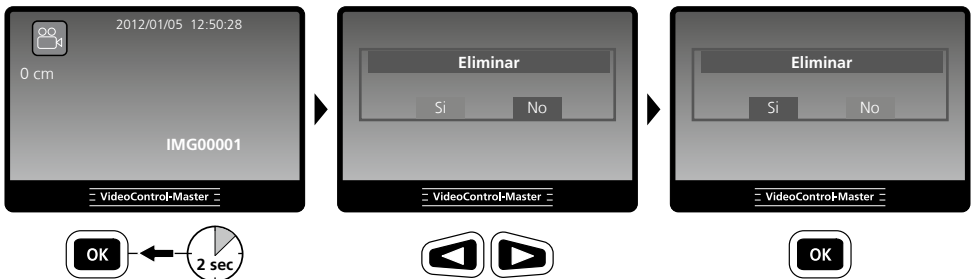 2012/01/05 12:50:28
0 cm
IMG00001
VideoControl-Master
OK
2 sec
Eliminar
Si No
VideoControl-Master
Eliminar
Si No
VideoControl-Master
OK